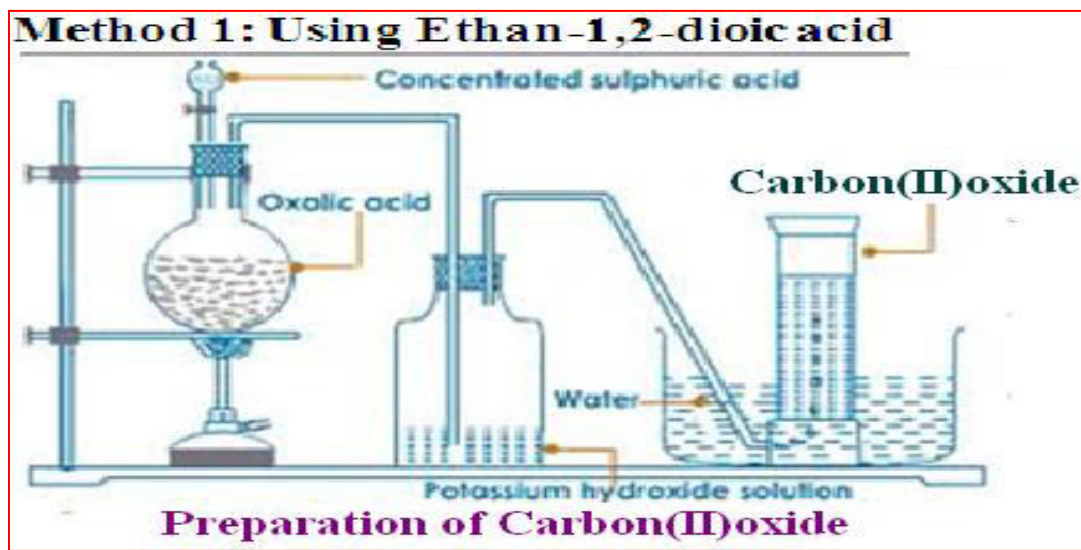 Method 1: Using Ethan-1,2-dioic acid
Concentrated sulphuric acid
Carbon(II)oxide
Oxalic acid
Water
Potassium hydroxide solution
Preparation of Carbon(II)oxide